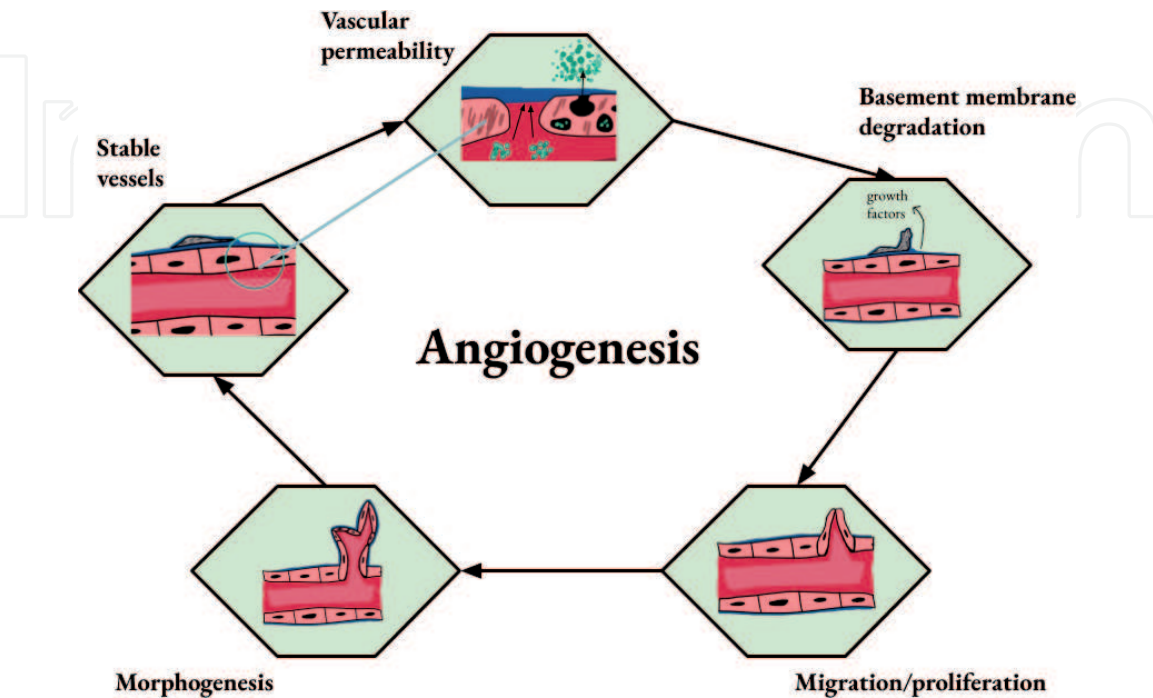 Vascular
permeability
Basement membrane
degradation
Stable
vessels
growth
factors
Angiogenesis
Morphogenesis
Migration/proliferation